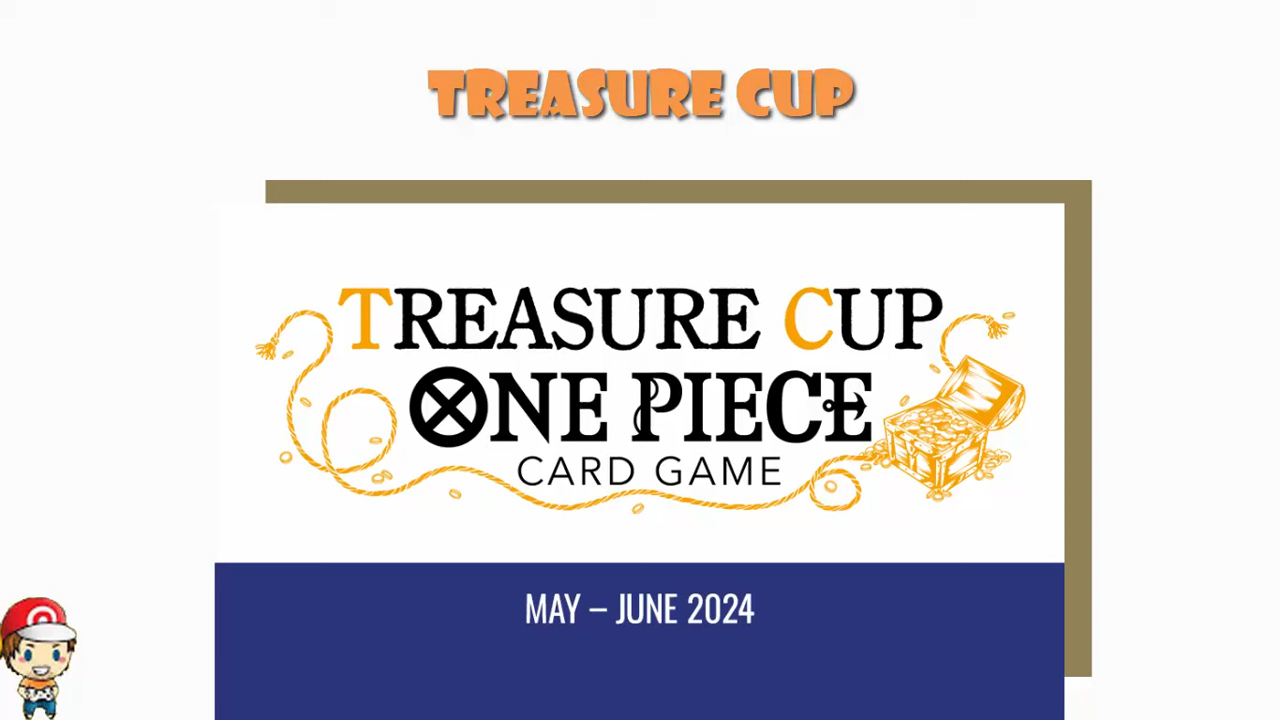 TREASURE CUP
TREASURE CUP
ONE PIECE
CARD GAME
MAY – JUNE 2024